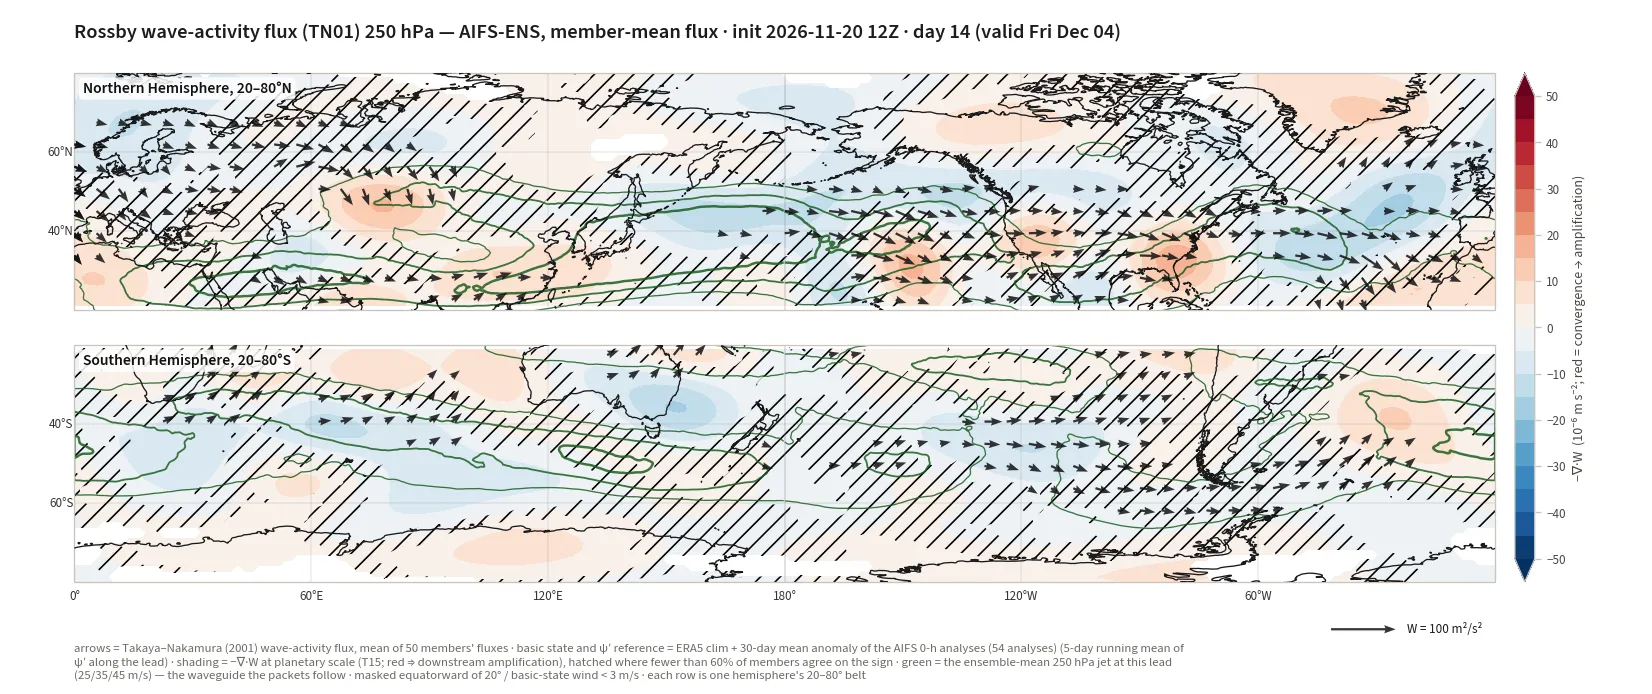 Rossby wave-activity flux (TN01) 250 hPa — AIFS-ENS, member-mean flux · init 2026-11-20 12Z · day 14 (valid Fri Dec 04)
Northern Hemisphere, 20–80°N
60°N
40°N
Southern Hemisphere, 20–80°S
40°S
60°S
0°
60°E
120°E
180°
120°W
60°W
50
40
30
20
10
0
−10
−20
−30
−40
−50
−∇·W (10⁻⁶ m s⁻²; red = convergence → amplification)
W = 100 m²/s²
arrows = Takaya–Nakamura (2001) wave-activity flux, mean of 50 members' fluxes · basic state and ψ′ reference = ERA5 clim + 30-day mean anomaly of the AIFS 0-h analyses (54 analyses) (5-day running mean of
ψ′ along the lead) · shading = −∇·W at planetary scale (T15; red ⇒ downstream amplification), hatched where fewer than 60% of members agree on the sign · green = the ensemble-mean 250 hPa jet at this lead
(25/35/45 m/s) — the waveguide the packets follow · masked equatorward of 20° / basic-state wind < 3 m/s · each row is one hemisphere's 20–80° belt